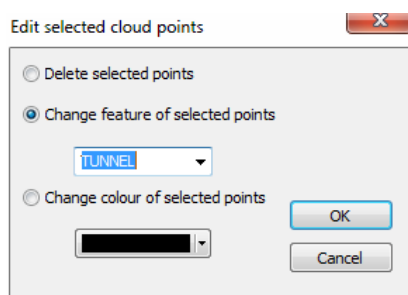 Edit selected cloud points
Delete selected points
Change feature of selected points
TUNNEL
Change colour of selected points
OK
Cancel